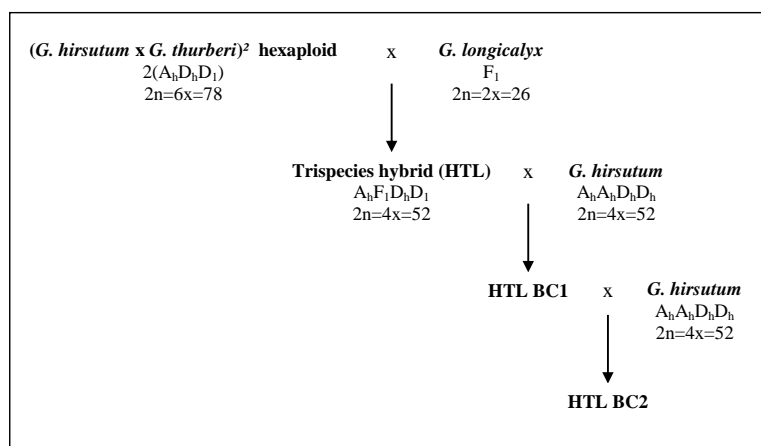 (G. hirsutum x G. thurberi)² hexaploid x G. longicalyx
2(AₕDₕD₁) F₁
2n=6x=78 2n=2x=26
Trispecies hybrid (HTL) x G. hirsutum
AₕF₁DₕD₁ AₕAₕDₕDₕ
2n=4x=52 2n=4x=52
HTL BC1 x G. hirsutum
AₕAₕDₕDₕ
2n=4x=52
HTL BC2